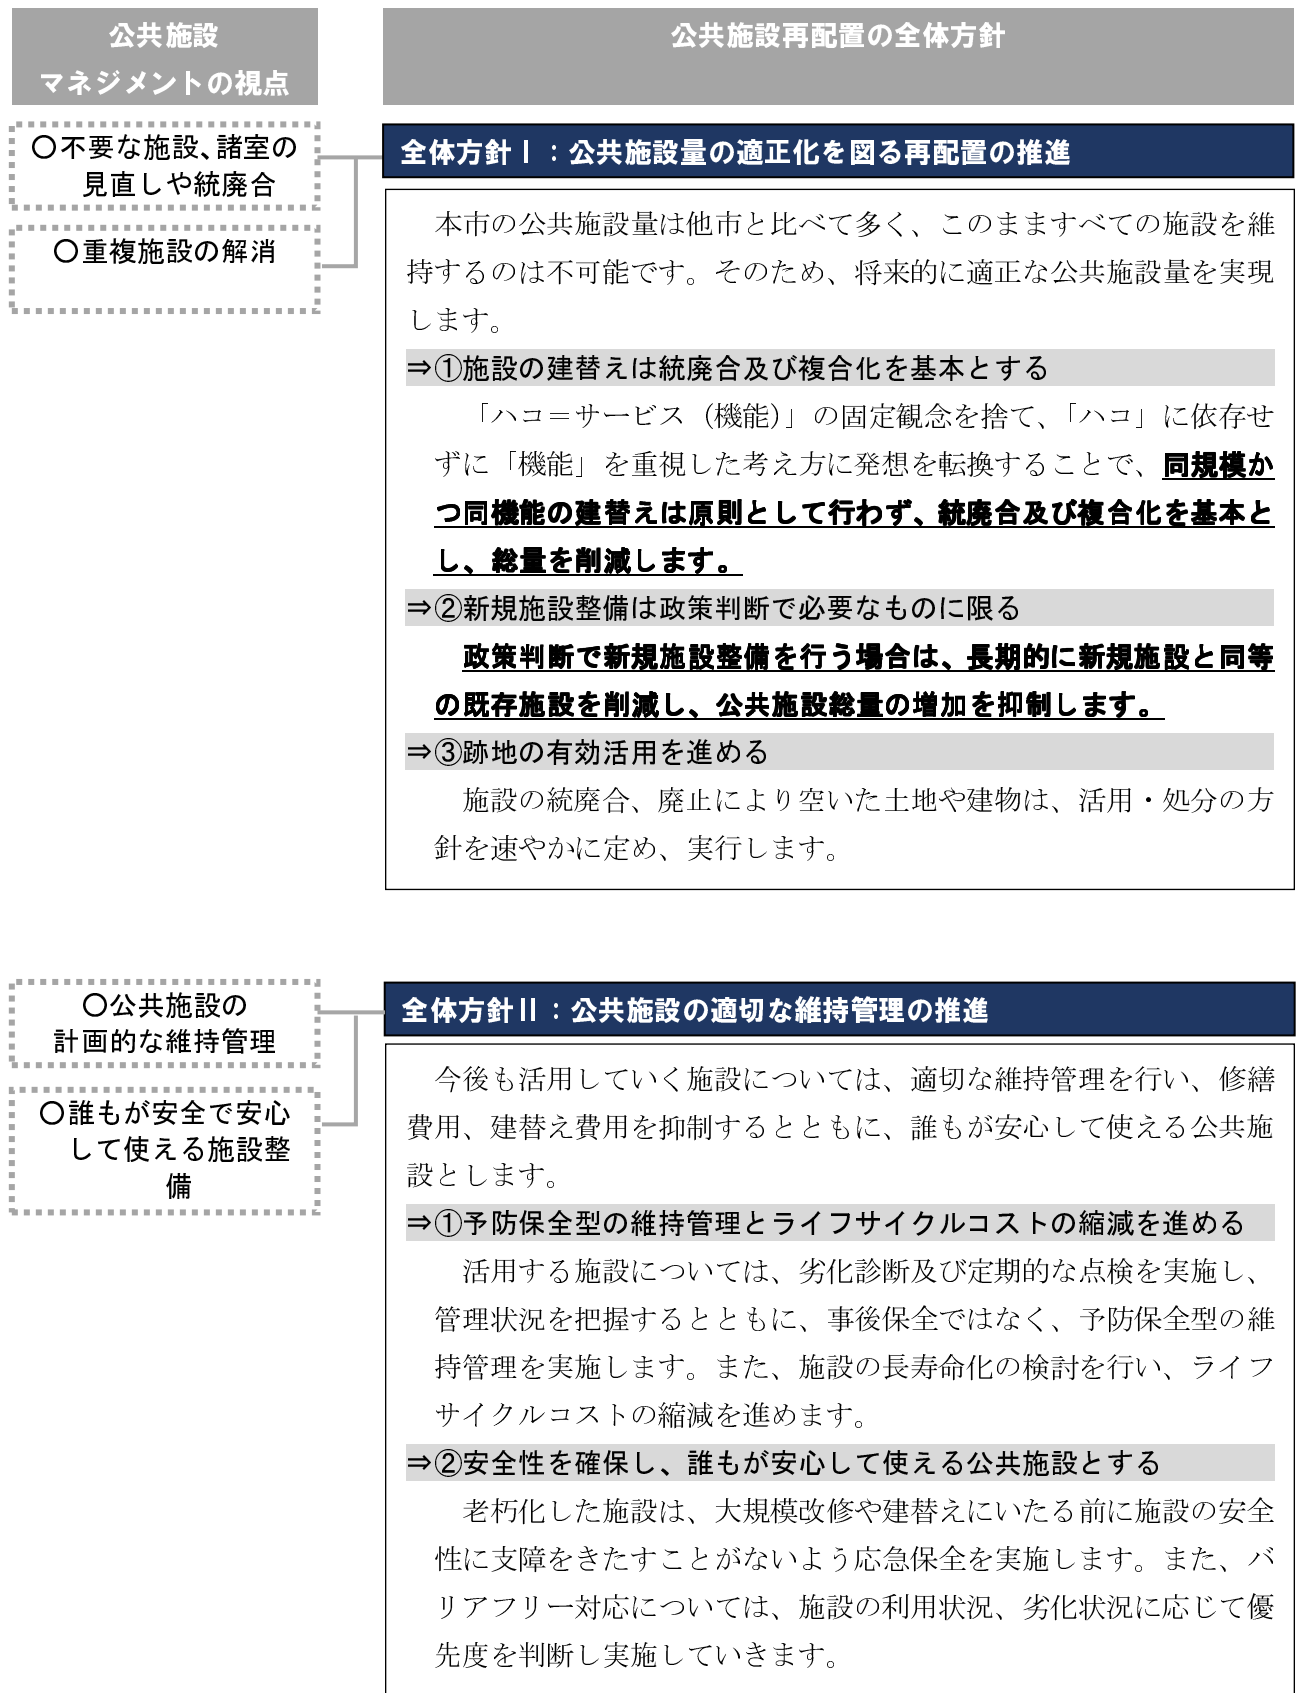 公共施設
マネジメントの視点
公共施設再配置の全体方針
〇不要な施設、諸室の
見直しや統廃合
〇重複施設の解消
全体方針Ⅰ：公共施設量の適正化を図る再配置の推進
本市の公共施設量は他市と比べて多く、このまますべての施設を維
持するのは不可能です。そのため、将来的に適正な公共施設量を実現
します。
⇒①施設の建替えは統廃合及び複合化を基本とする
「ハコ＝サービス（機能）」の固定観念を捨て、「ハコ」に依存せ
ずに「機能」を重視した考え方に発想を転換することで、同規模か
つ同機能の建替えは原則として行わず、統廃合及び複合化を基本と
し、総量を削減します。
⇒②新規施設整備は政策判断で必要なものに限る
政策判断で新規施設整備を行う場合は、長期的に新規施設と同等
の既存施設を削減し、公共施設総量の増加を抑制します。
⇒③跡地の有効活用を進める
施設の統廃合、廃止により空いた土地や建物は、活用・処分の方
針を速やかに定め、実行します。
〇公共施設の
計画的な維持管理
〇誰もが安全で安心
して使える施設整
備
全体方針Ⅱ：公共施設の適切な維持管理の推進
今後も活用していく施設については、適切な維持管理を行い、修繕
費用、建替え費用を抑制するとともに、誰もが安心して使える公共施
設とします。
⇒①予防保全型の維持管理とライフサイクルコストの縮減を進める
活用する施設については、劣化診断及び定期的な点検を実施し、
管理状況を把握するとともに、事後保全ではなく、予防保全型の維
持管理を実施します。また、施設の長寿命化の検討を行い、ライフ
サイクルコストの縮減を進めます。
⇒②安全性を確保し、誰もが安心して使える公共施設とする
老朽化した施設は、大規模改修や建替えにいたる前に施設の安全
性に支障をきたすことがないよう応急保全を実施します。また、バ
リアフリー対応については、施設の利用状況、劣化状況に応じて優
先度を判断し実施していきます。